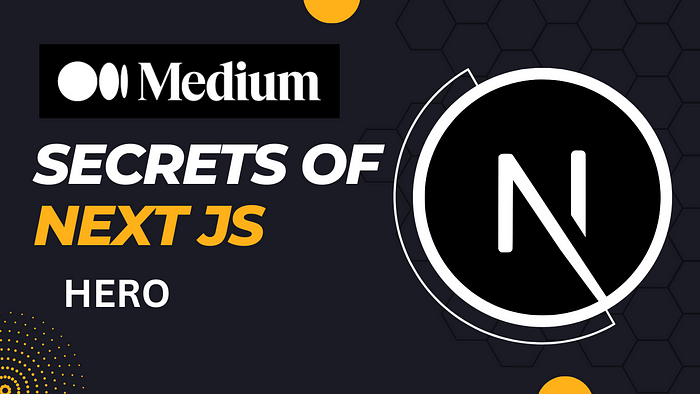 Medium
SECRETS OF
NEXT JS
HERO
N